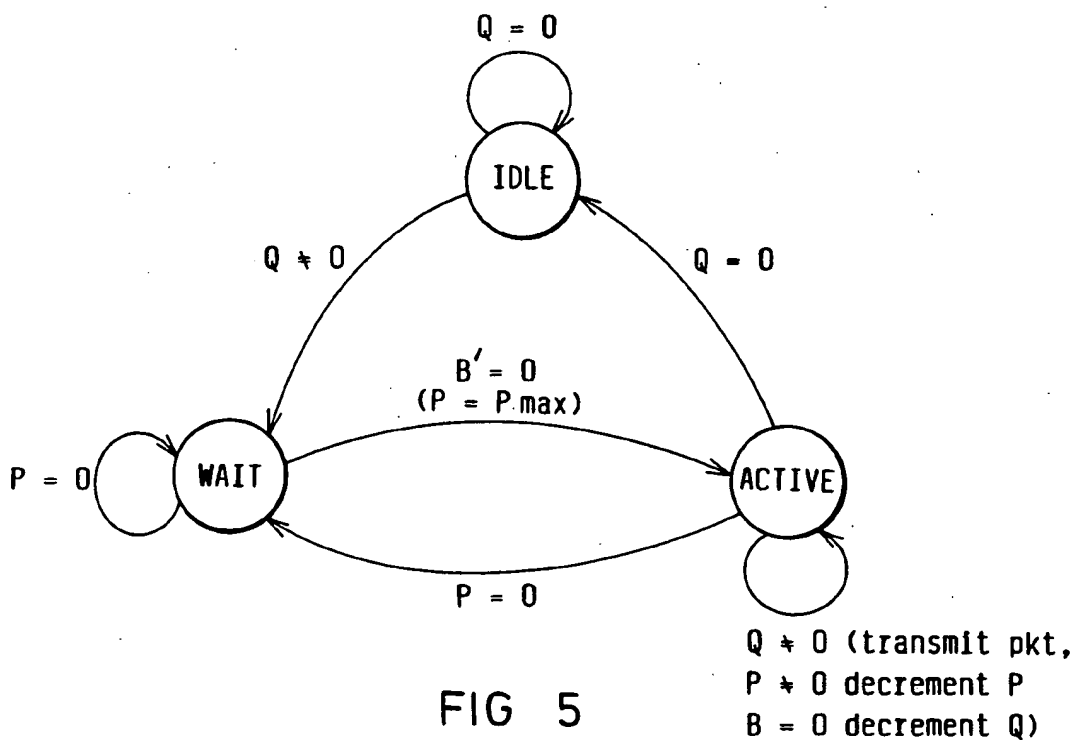 Q = 0
IDLE
Q ≠ 0
Q = 0
B′ = 0
(P = P max)
P = 0
WAIT
ACTIVE
P = 0
Q ≠ 0 (transmit pkt,
P ≠ 0 decrement P
B = 0 decrement Q)
FIG 5